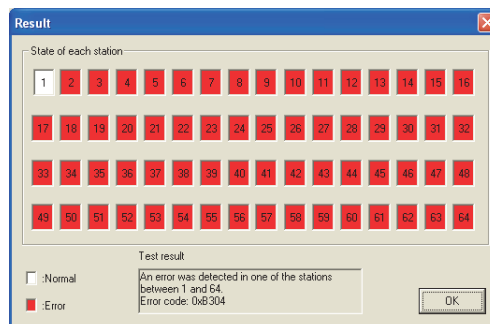 Result
State of each station
1 2 3 4 5 6 7 8 9 10 11 12 13 14 15 16
17 18 19 20 21 22 23 24 25 26 27 28 29 30 31 32
33 34 35 36 37 38 39 40 41 42 43 44 45 46 47 48
49 50 51 52 53 54 55 56 57 58 59 60 61 62 63 64
Test result
:Normal
:Error
An error was detected in one of the stations
between 1 and 64.
Error code: 0xB304
OK